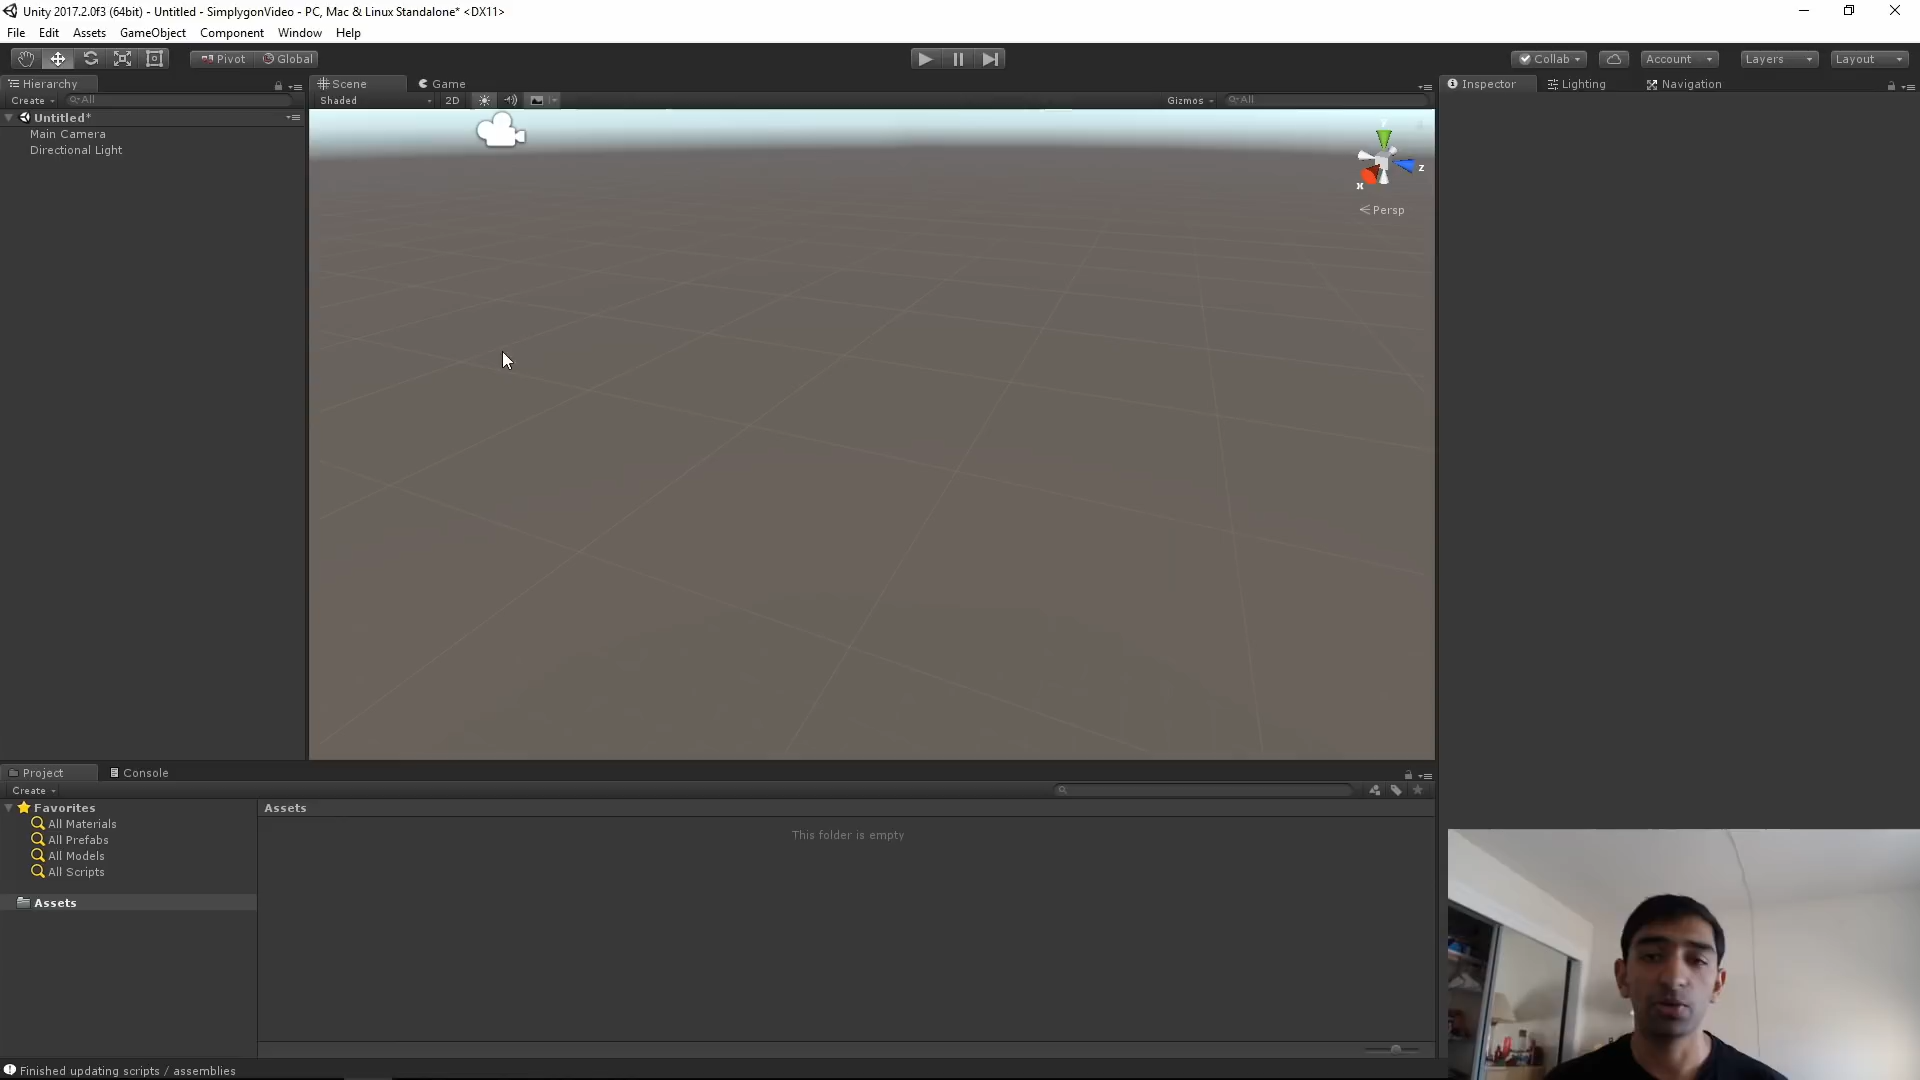 Unity 2017.2.0f3 (64bit) - Untitled - SimplygonVideo - PC, Mac & Linux Standalone* <DX11>
File Edit Assets GameObject Component Window Help
Pivot Global Collab Account Layers Layout
Hierarchy Scene Game Inspector Lighting Navigation
Create All Shaded 2D Gizmos All
Untitled*
Main Camera
Directional Light
y
z
x
Persp
Project Console
Create
Favorites Assets
All Materials
This folder is empty
All Prefabs
All Models
All Scripts
Assets
Finished updating scripts / assemblies